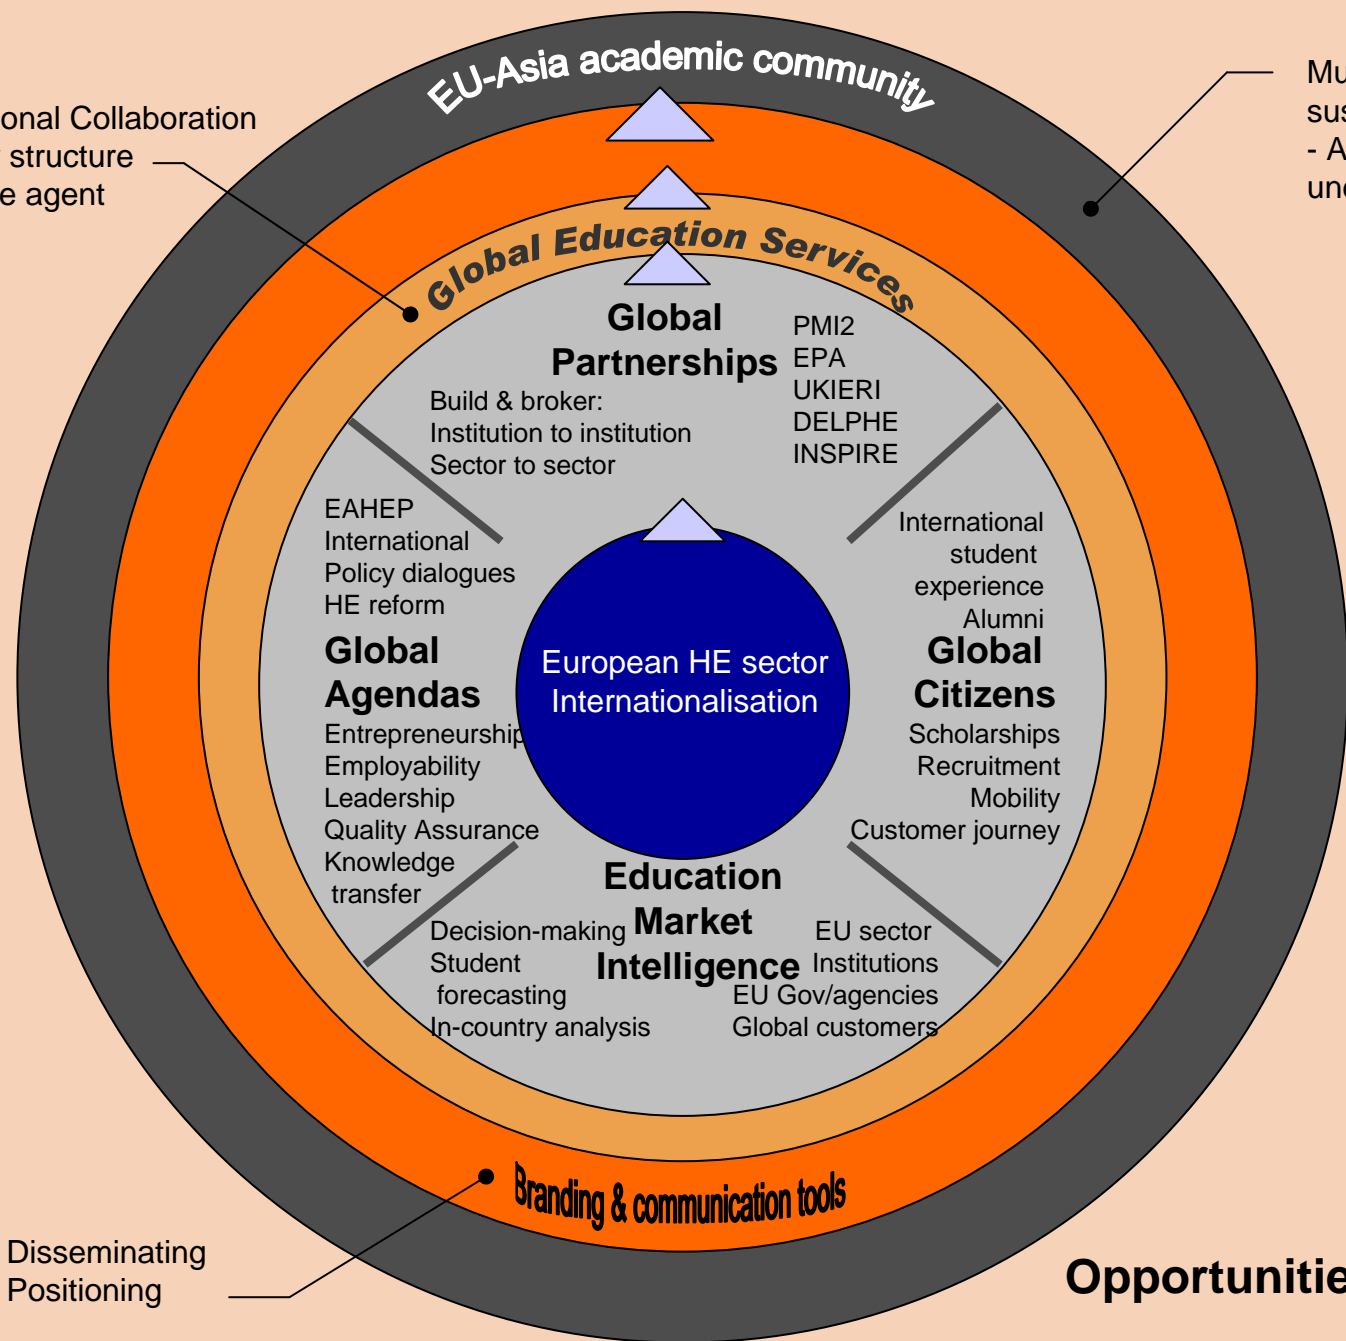 EU-Asia academic community
onal Collaboration
structure
e agent
Mu
sus
- A
und
Global Education Services
Global
Partnerships
PMI2
EPA
UKIERI
DELPHE
INSPIRE
Build & broker:
Institution to institution
Sector to sector
EAHEP
International
Policy dialogues
HE reform
Global
Agendas
Entrepreneurship
Employability
Leadership
Quality Assurance
Knowledge
transfer
European HE sector
Internationalisation
International
student
experience
Alumni
Global
Citizens
Scholarships
Recruitment
Mobility
Customer journey
Education
Market
Intelligence
Decision-making
Student
forecasting
In-country analysis
EU sector
Institutions
EU Gov/agencies
Global customers
Branding & communication tools
Disseminating
Positioning
Opportunitie